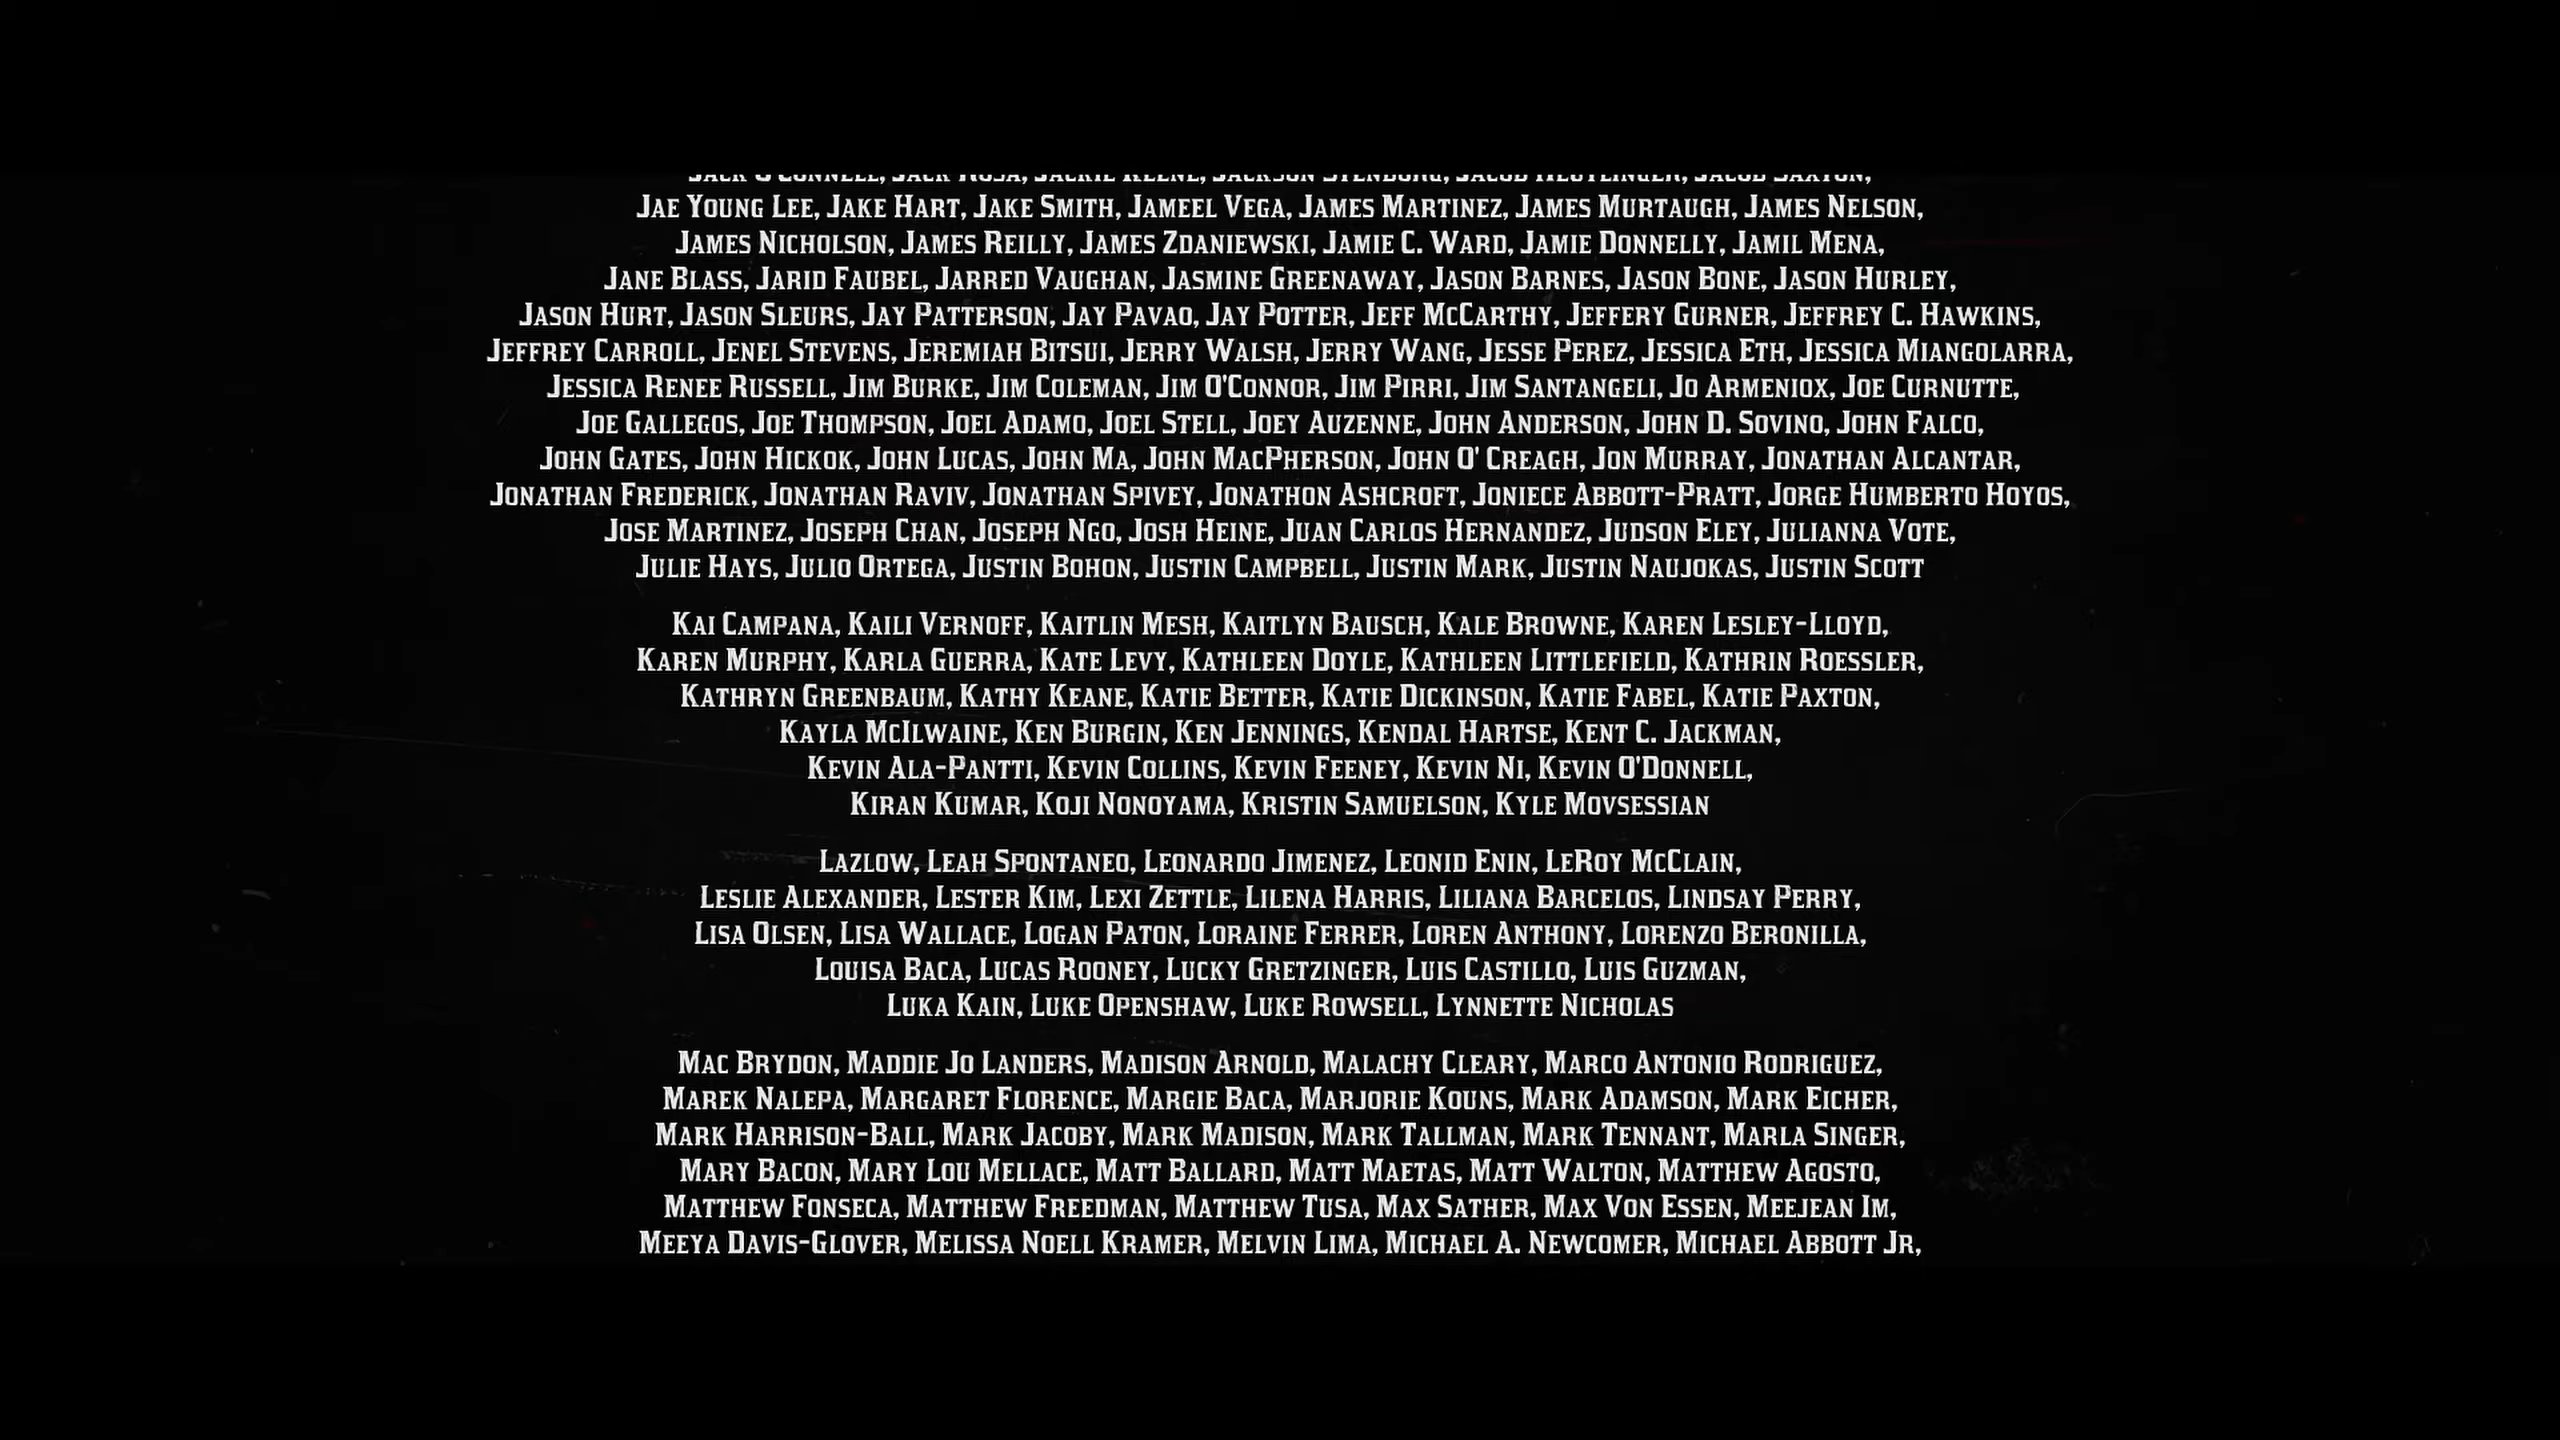 Jae Young Lee, Jake Hart, Jake Smith, Jameel Vega, James Martinez, James Murtaugh, James Nelson,
James Nicholson, James Reilly, James Zdaniewski, Jamie C. Ward, Jamie Donnelly, Jamil Mena,
Jane Blass, Jarid Faubel, Jarred Vaughan, Jasmine Greenaway, Jason Barnes, Jason Bone, Jason Hurley,
Jason Hurt, Jason Sleurs, Jay Patterson, Jay Pavao, Jay Potter, Jeff McCarthy, Jeffery Gurner, Jeffrey C. Hawkins,
Jeffrey Carroll, Jenel Stevens, Jeremiah Bitsui, Jerry Walsh, Jerry Wang, Jesse Perez, Jessica Eth, Jessica Miangolarra,
Jessica Renee Russell, Jim Burke, Jim Coleman, Jim O'Connor, Jim Pirri, Jim Santangeli, Jo Armeniox, Joe Curnutte,
Joe Gallegos, Joe Thompson, Joel Adamo, Joel Stell, Joey Auzenne, John Anderson, John D. Sovino, John Falco,
John Gates, John Hickok, John Lucas, John Ma, John MacPherson, John O' Creagh, Jon Murray, Jonathan Alcantar,
Jonathan Frederick, Jonathan Raviv, Jonathan Spivey, Jonathon Ashcroft, Joniece Abbott-Pratt, Jorge Humberto Hoyos,
Jose Martinez, Joseph Chan, Joseph Ngo, Josh Heine, Juan Carlos Hernandez, Judson Eley, Julianna Vote,
Julie Hays, Julio Ortega, Justin Bohon, Justin Campbell, Justin Mark, Justin Naujokas, Justin Scott
Kai Campana, Kaili Vernoff, Kaitlin Mesh, Kaitlyn Bausch, Kale Browne, Karen Lesley-Lloyd,
Karen Murphy, Karla Guerra, Kate Levy, Kathleen Doyle, Kathleen Littlefield, Kathrin Roessler,
Kathryn Greenbaum, Kathy Keane, Katie Better, Katie Dickinson, Katie Fabel, Katie Paxton,
Kayla McIlwaine, Ken Burgin, Ken Jennings, Kendal Hartse, Kent C. Jackman,
Kevin Ala-Pantti, Kevin Collins, Kevin Feeney, Kevin Ni, Kevin O'Donnell,
Kiran Kumar, Koji Nonoyama, Kristin Samuelson, Kyle Movsessian
Lazlow, Leah Spontaneo, Leonardo Jimenez, Leonid Enin, LeRoy McClain,
Leslie Alexander, Lester Kim, Lexi Zettle, Lilena Harris, Liliana Barcelos, Lindsay Perry,
Lisa Olsen, Lisa Wallace, Logan Paton, Loraine Ferrer, Loren Anthony, Lorenzo Beronilla,
Louisa Baca, Lucas Rooney, Lucky Gretzinger, Luis Castillo, Luis Guzman,
Luka Kain, Luke Openshaw, Luke Rowsell, Lynnette Nicholas
Mac Brydon, Maddie Jo Landers, Madison Arnold, Malachy Cleary, Marco Antonio Rodriguez,
Marek Nalepa, Margaret Florence, Margie Baca, Marjorie Kouns, Mark Adamson, Mark Eicher,
Mark Harrison-Ball, Mark Jacoby, Mark Madison, Mark Tallman, Mark Tennant, Marla Singer,
Mary Bacon, Mary Lou Mellace, Matt Ballard, Matt Maetas, Matt Walton, Matthew Agosto,
Matthew Fonseca, Matthew Freedman, Matthew Tusa, Max Sather, Max Von Essen, Meejean Im,
Meeya Davis-Glover, Melissa Noell Kramer, Melvin Lima, Michael A. Newcomer, Michael Abbott Jr,